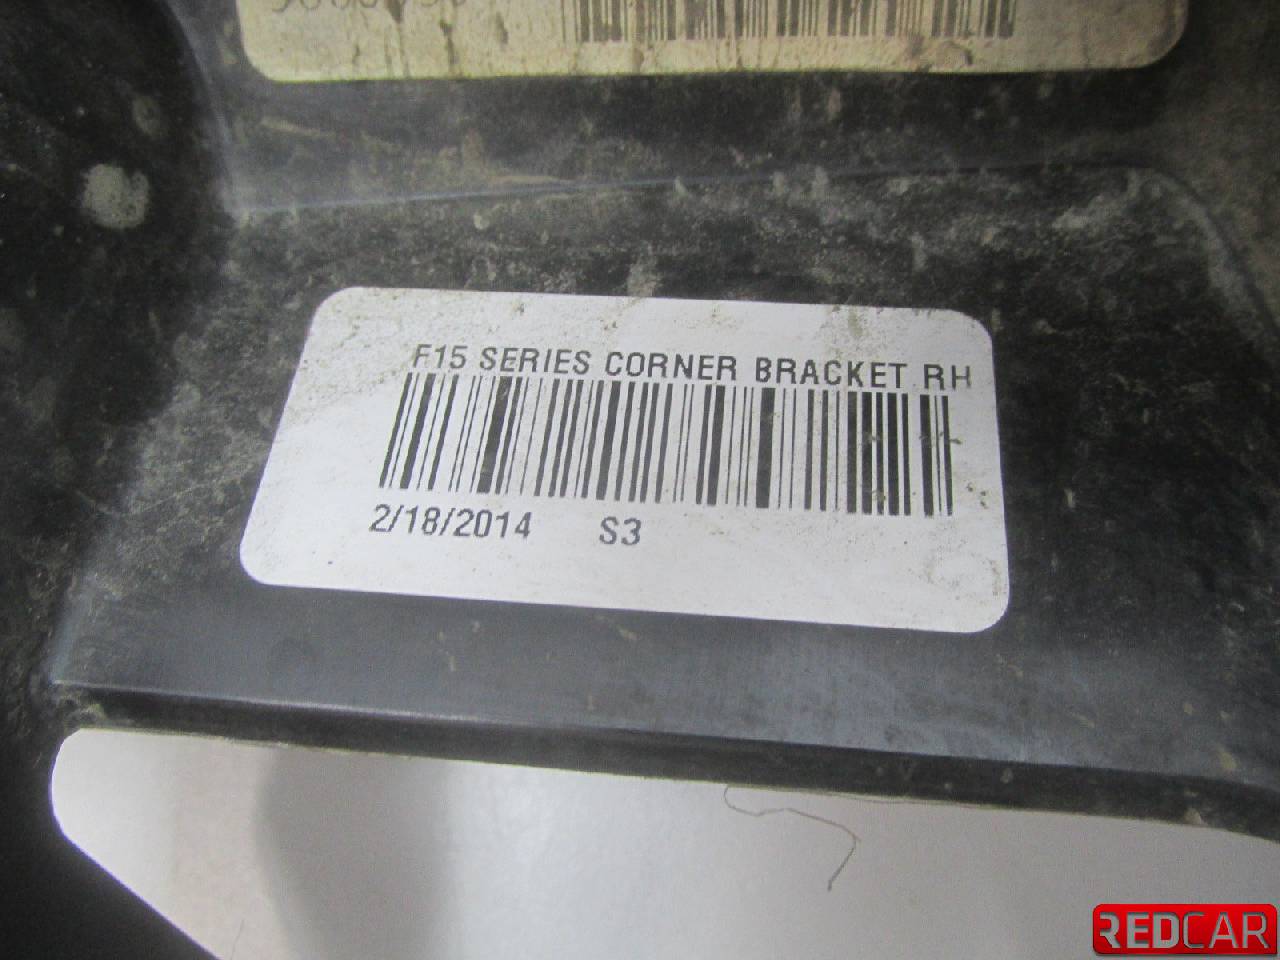 F15 SERIES CORNER BRACKET RH
2/18/2014 S3
REDCAR